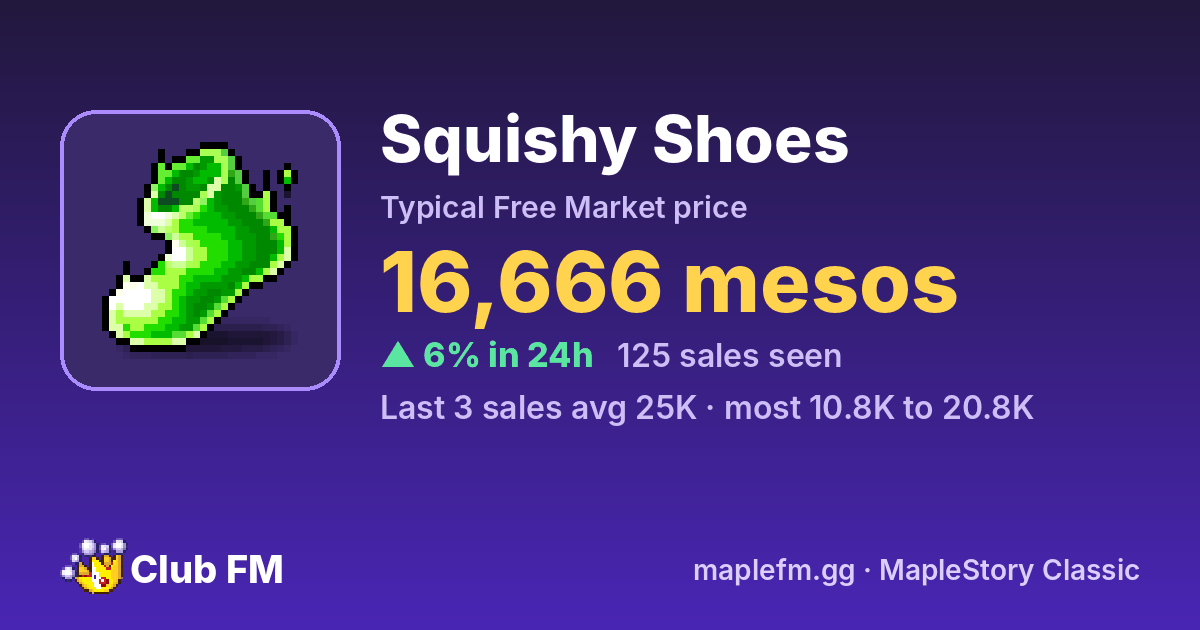 Squishy Shoes
Typical Free Market price
16,666 mesos
▲ 6% in 24h 125 sales seen
Last 3 sales avg 25K · most 10.8K to 20.8K
Club FM
maplefm.gg · MapleStory Classic